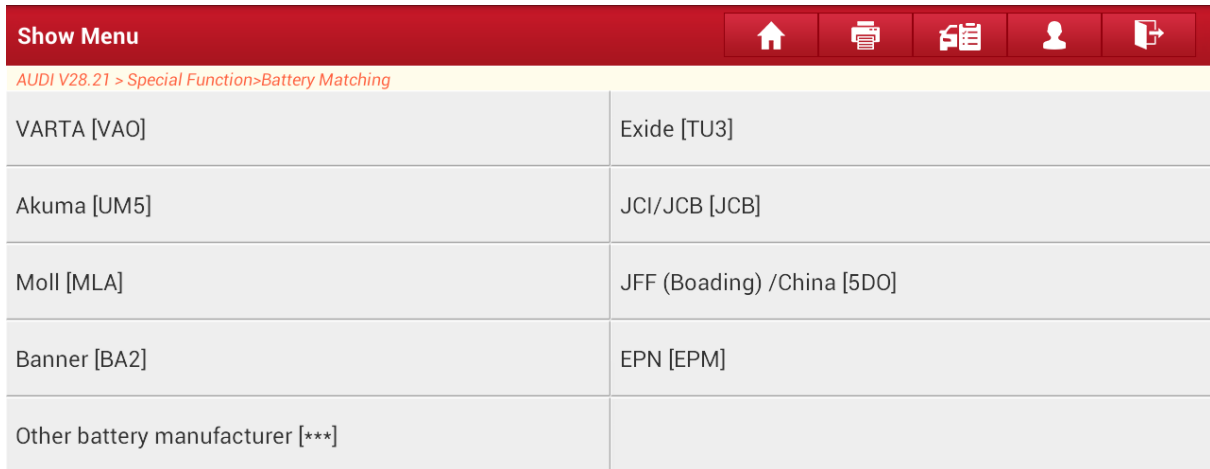 Show Menu
AUDI V28.21 > Special Function>Battery Matching
VARTA [VAO]
Exide [TU3]
Akuma [UM5]
JCI/JCB [JCB]
Moll [MLA]
JFF (Boading) /China [5DO]
Banner [BA2]
EPN [EPM]
Other battery manufacturer [***]